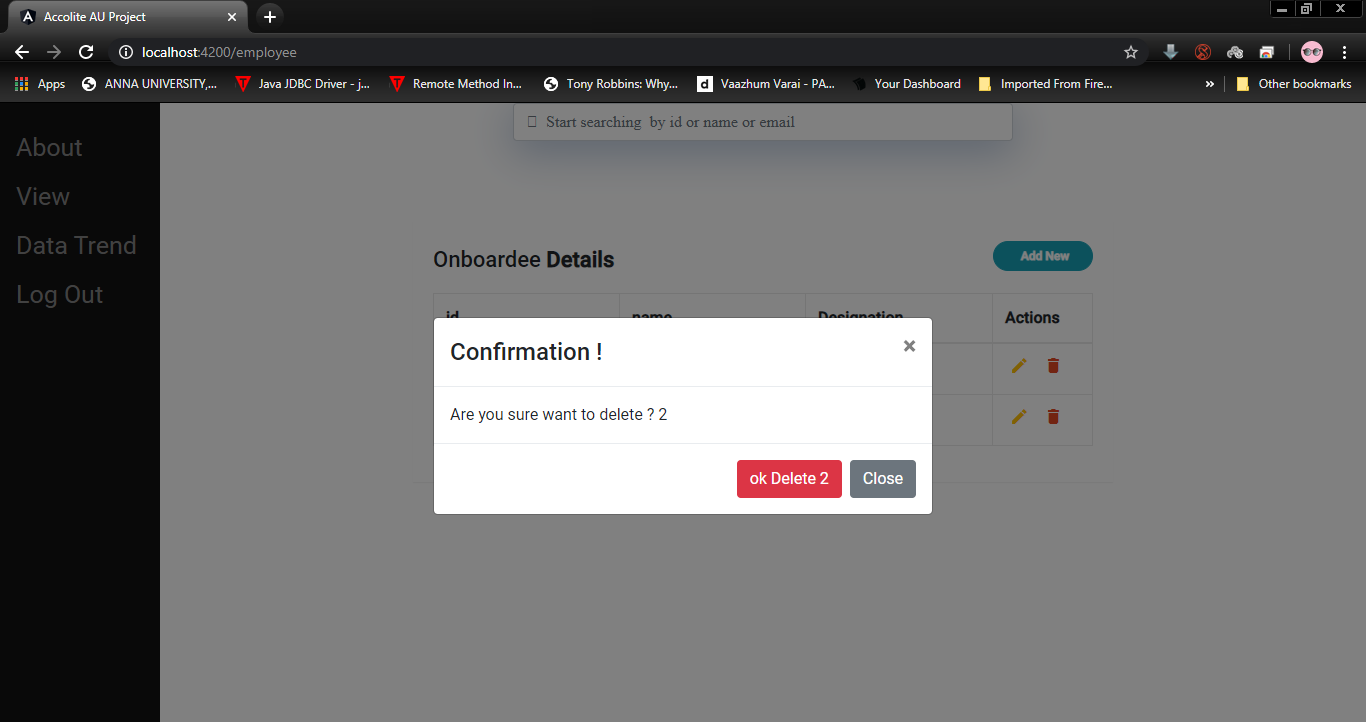 Accolite AU Project
localhost:4200/employee
Apps
ANNA UNIVERSITY,...
Java JDBC Driver - j...
Remote Method In...
Tony Robbins: Why...
d
Vaazhum Varai - PA...
Your Dashboard
Imported From Fire...
»
Other bookmarks
About
View
Data Trend
Log Out
Start searching by id or name or email
Onboardee Details
Add New
id name Designation Actions
Confirmation !
×
Are you sure want to delete ? 2
ok Delete 2 Close